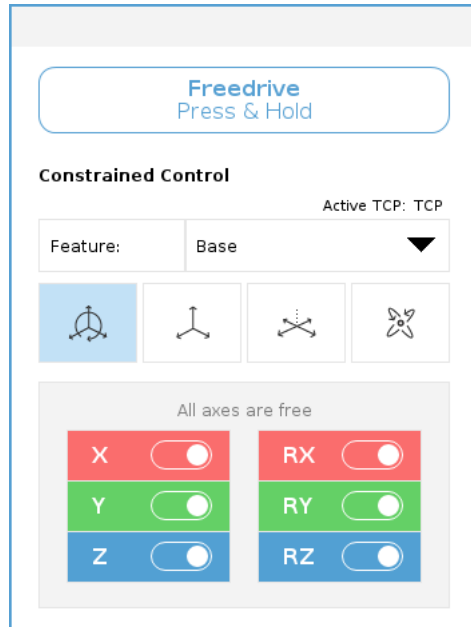 Freedrive
Press & Hold
Constrained Control
Active TCP: TCP
Feature: Base
All axes are free
X RX
Y RY
Z RZ